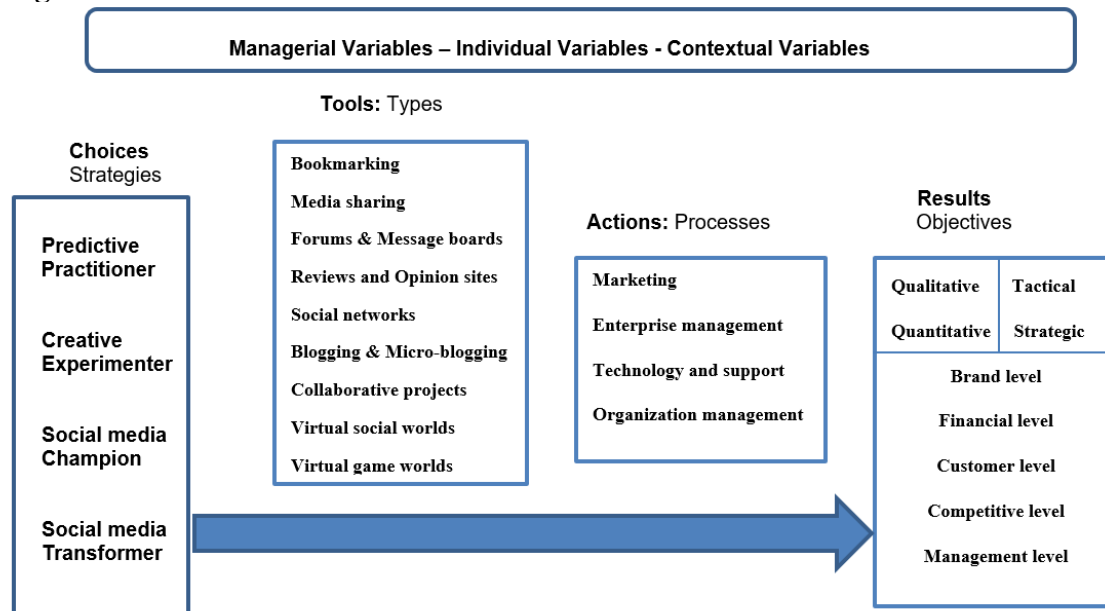 Managerial Variables – Individual Variables - Contextual Variables
Tools: Types
Choices
Strategies
Bookmarking
Media sharing
Forums & Message boards
Reviews and Opinion sites
Social networks
Blogging & Micro-blogging
Collaborative projects
Virtual social worlds
Virtual game worlds
Predictive
Practitioner
Creative
Experimenter
Social media
Champion
Social media
Transformer
Actions: Processes
Marketing
Enterprise management
Technology and support
Organization management
Results
Objectives
Qualitative
Quantitative
Tactical
Strategic
Brand level
Financial level
Customer level
Competitive level
Management level